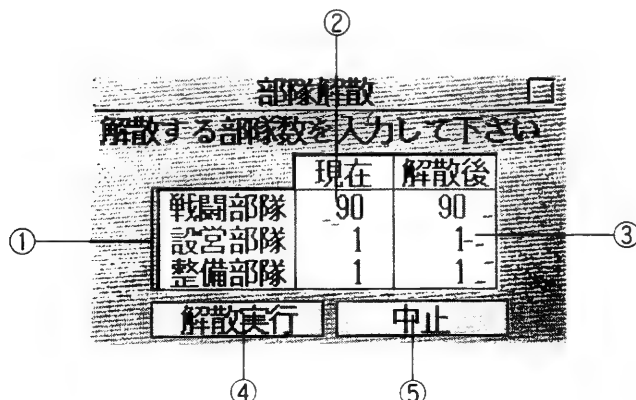 ②
部隊解散
解散する部隊数を入力して下さい
現在 解散後
戦闘部隊 90 90
① 設営部隊 1 1 ③
整備部隊 1 1
解散実行 中止
④ ⑤